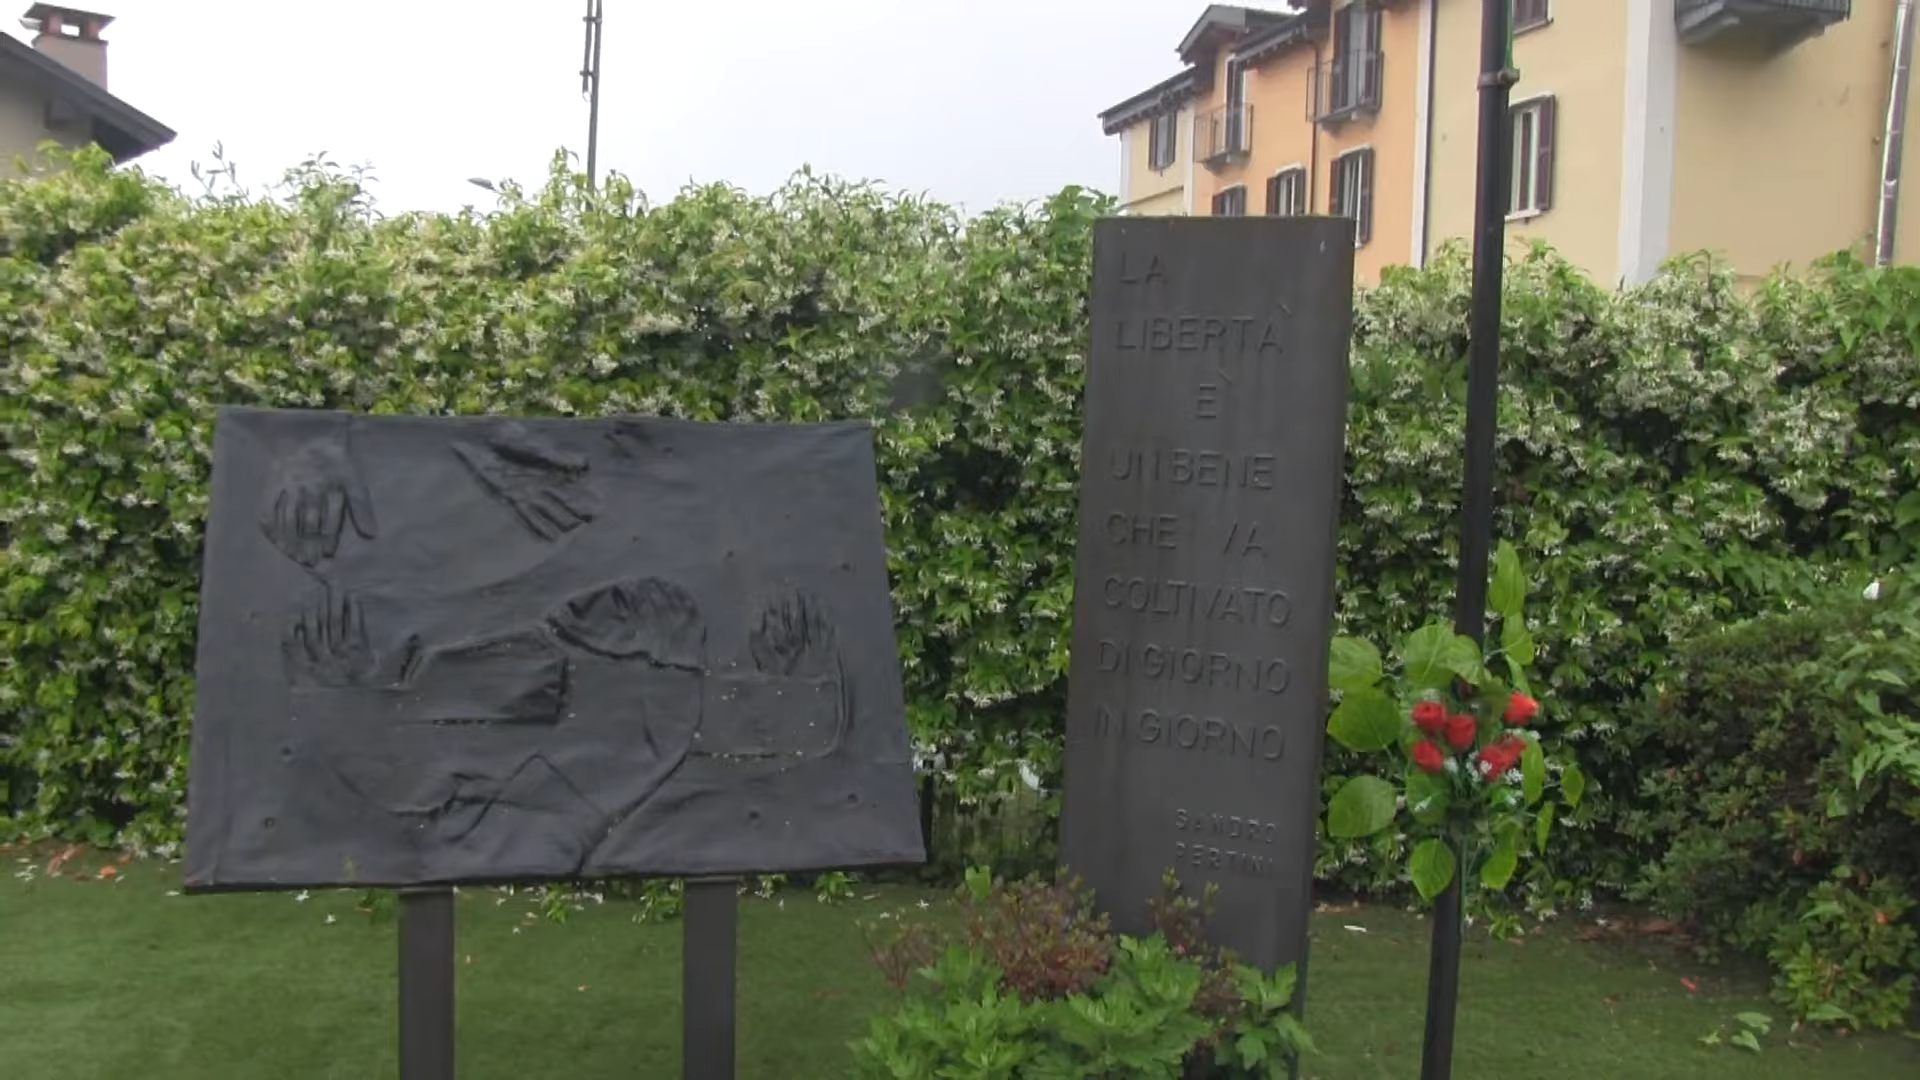 LA
LIBERTÀ
È
UN BENE
CHE VA
COLTIVATO
DI GIORNO
IN GIORNO
SANDRO
PERTINI